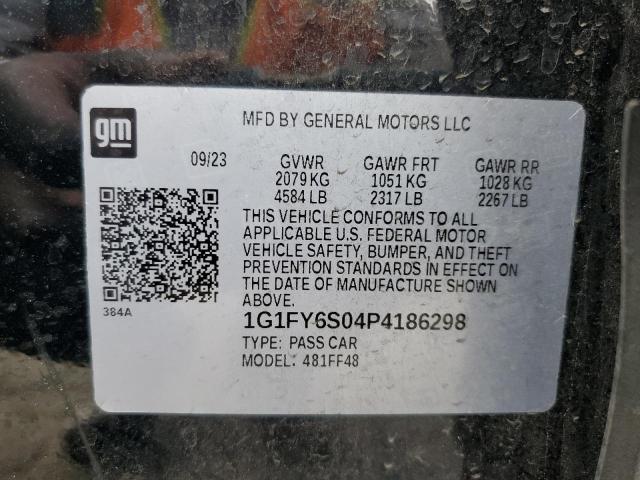 gm
MFD BY GENERAL MOTORS LLC
09/23 GVWR GAWR FRT GAWR RR
2079 KG 1051 KG 1028 KG
4584 LB 2317 LB 2267 LB
THIS VEHICLE CONFORMS TO ALL
APPLICABLE U.S. FEDERAL MOTOR
VEHICLE SAFETY, BUMPER, AND THEFT
PREVENTION STANDARDS IN EFFECT ON
THE DATE OF MANUFACTURE SHOWN
ABOVE.
384A
1G1FY6S04P4186298
TYPE: PASS CAR
MODEL: 481FF48